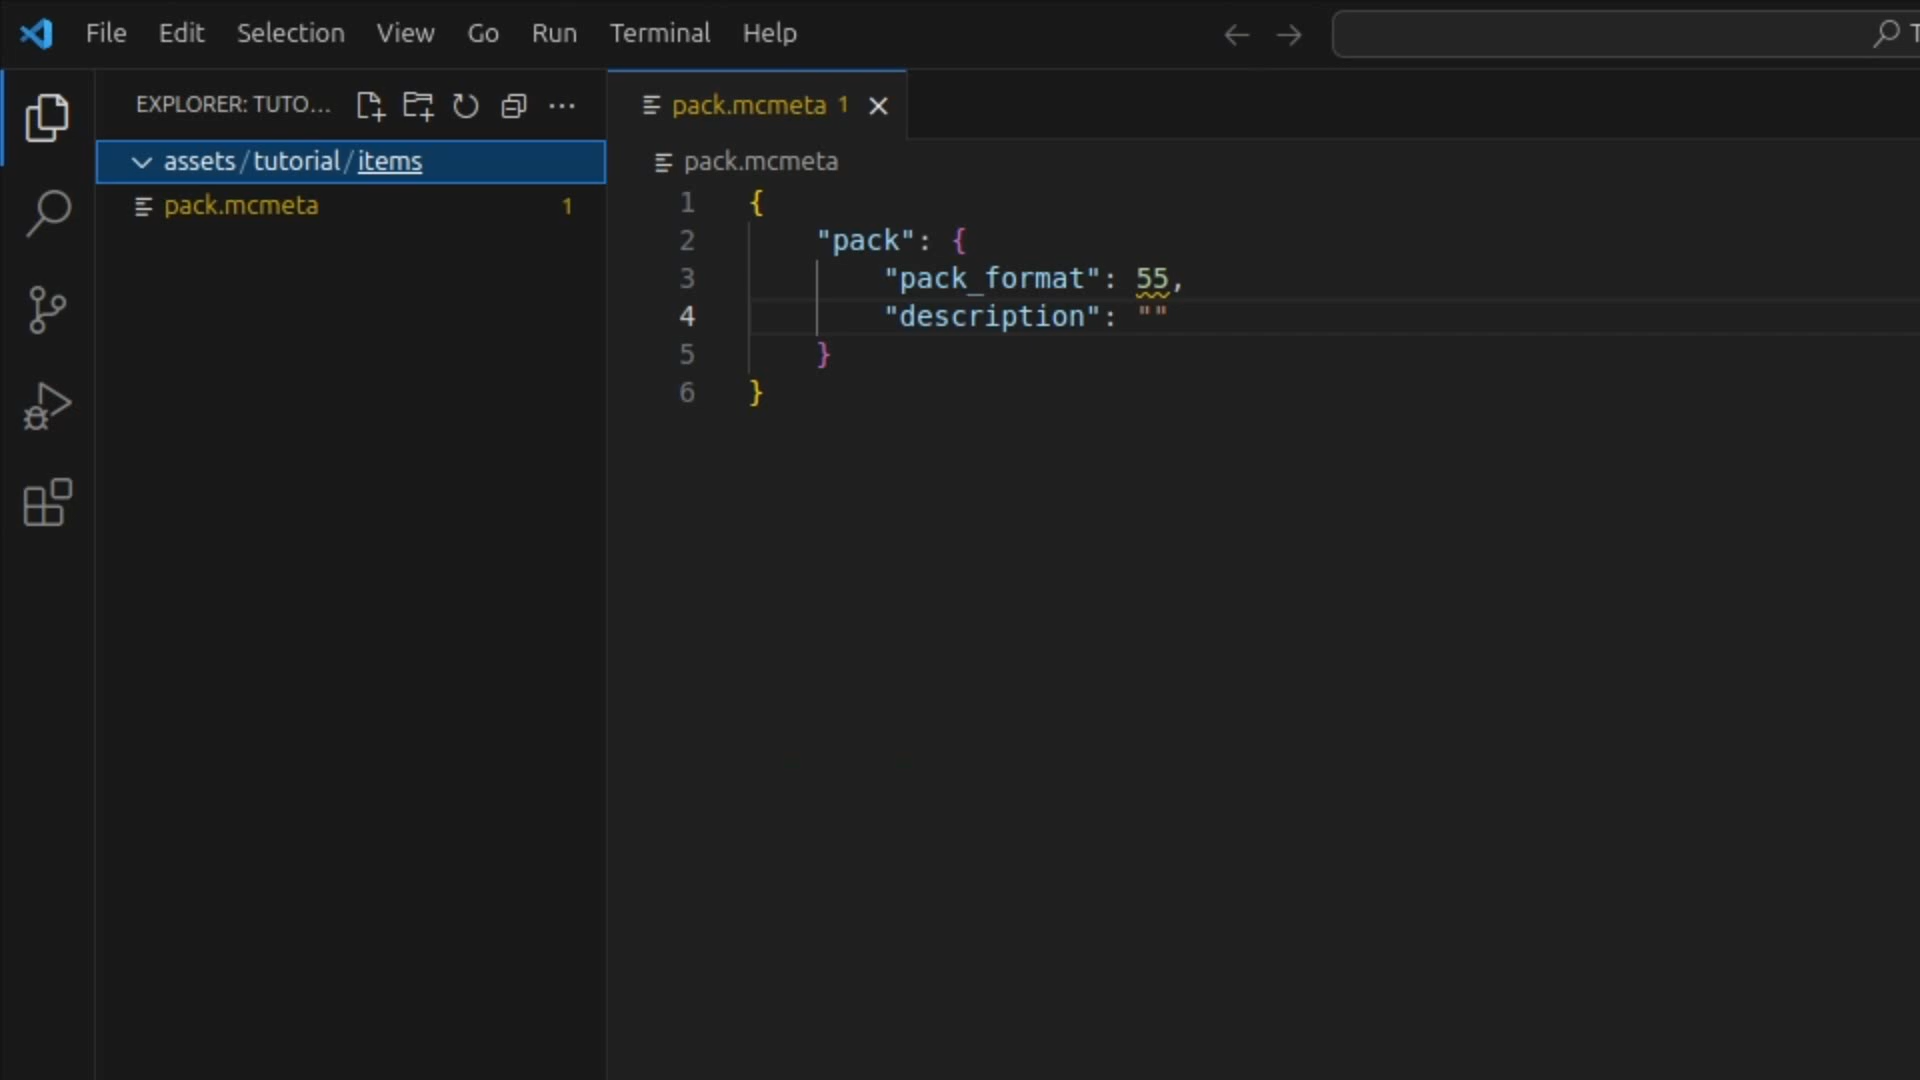 File Edit Selection View Go Run Terminal Help
EXPLORER: TUTO...
assets/tutorial/items
pack.mcmeta 1
pack.mcmeta 1
pack.mcmeta
1 {
2 "pack": {
3 "pack_format": 55,
4 "description": ""
5 }
6 }